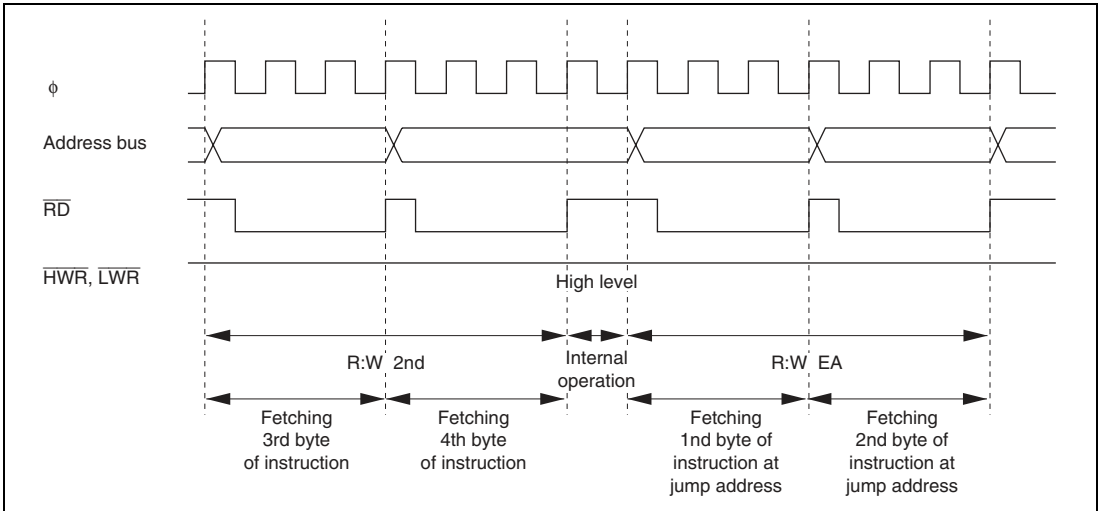 φ
Address bus
RD
HWR, LWR
High level
R:W 2nd
Internal
operation
R:W EA
Fetching
3rd byte
of instruction
Fetching
4th byte
of instruction
Fetching
1nd byte of
instruction at
jump address
Fetching
2nd byte of
instruction at
jump address